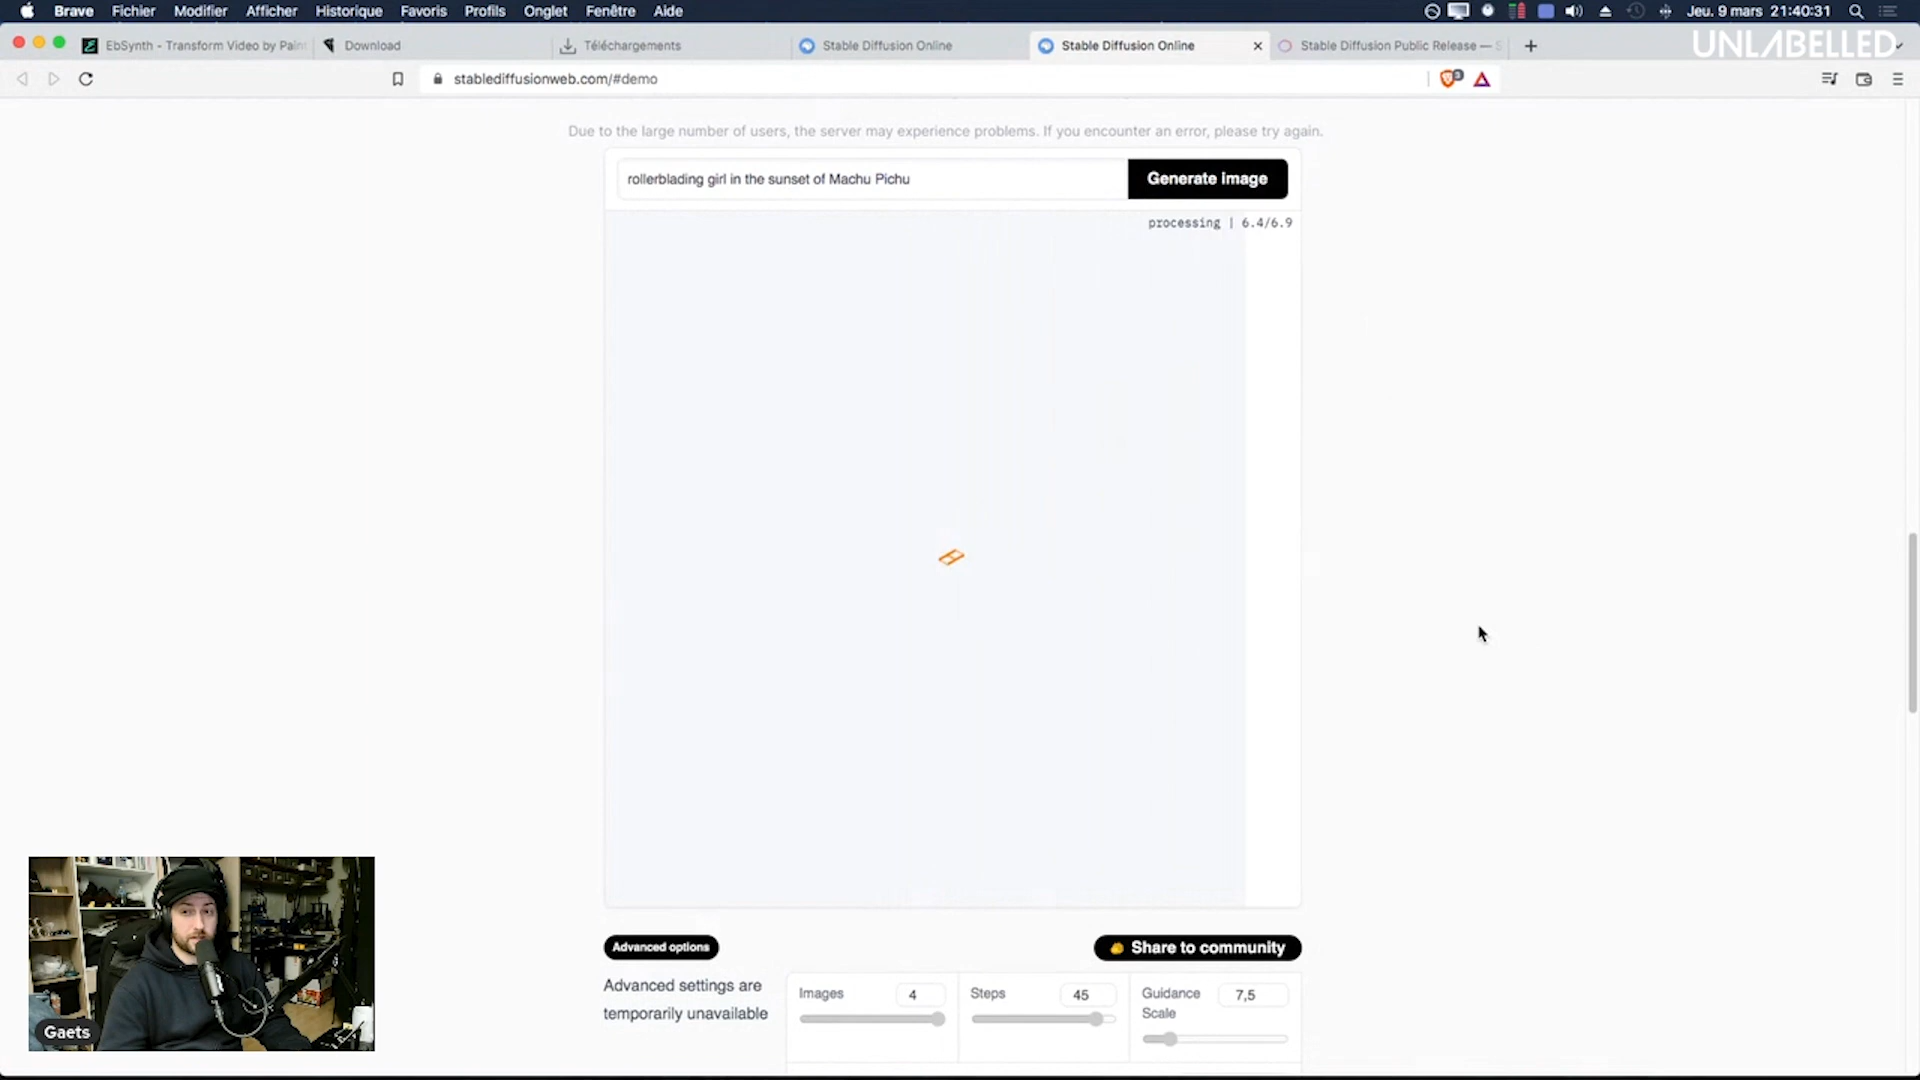 Brave Fichier Modifier Afficher Historique Favoris Profils Onglet Fenêtre Aide Jeu. 9 mars 21:40:31
EbSynth - Transform Video by Pain Download Téléchargements Stable Diffusion Online Stable Diffusion Online Stable Diffusion Public Release — S
UNLABELLED
stablediffusionweb.com/#demo
3
Due to the large number of users, the server may experience problems. If you encounter an error, please try again.
rollerblading girl in the sunset of Machu Pichu Generate image
processing | 6.4/6.9
Advanced options Share to community
Advanced settings are
temporarily unavailable
Images 4 Steps 45 Guidance
Scale 7,5
Gaets